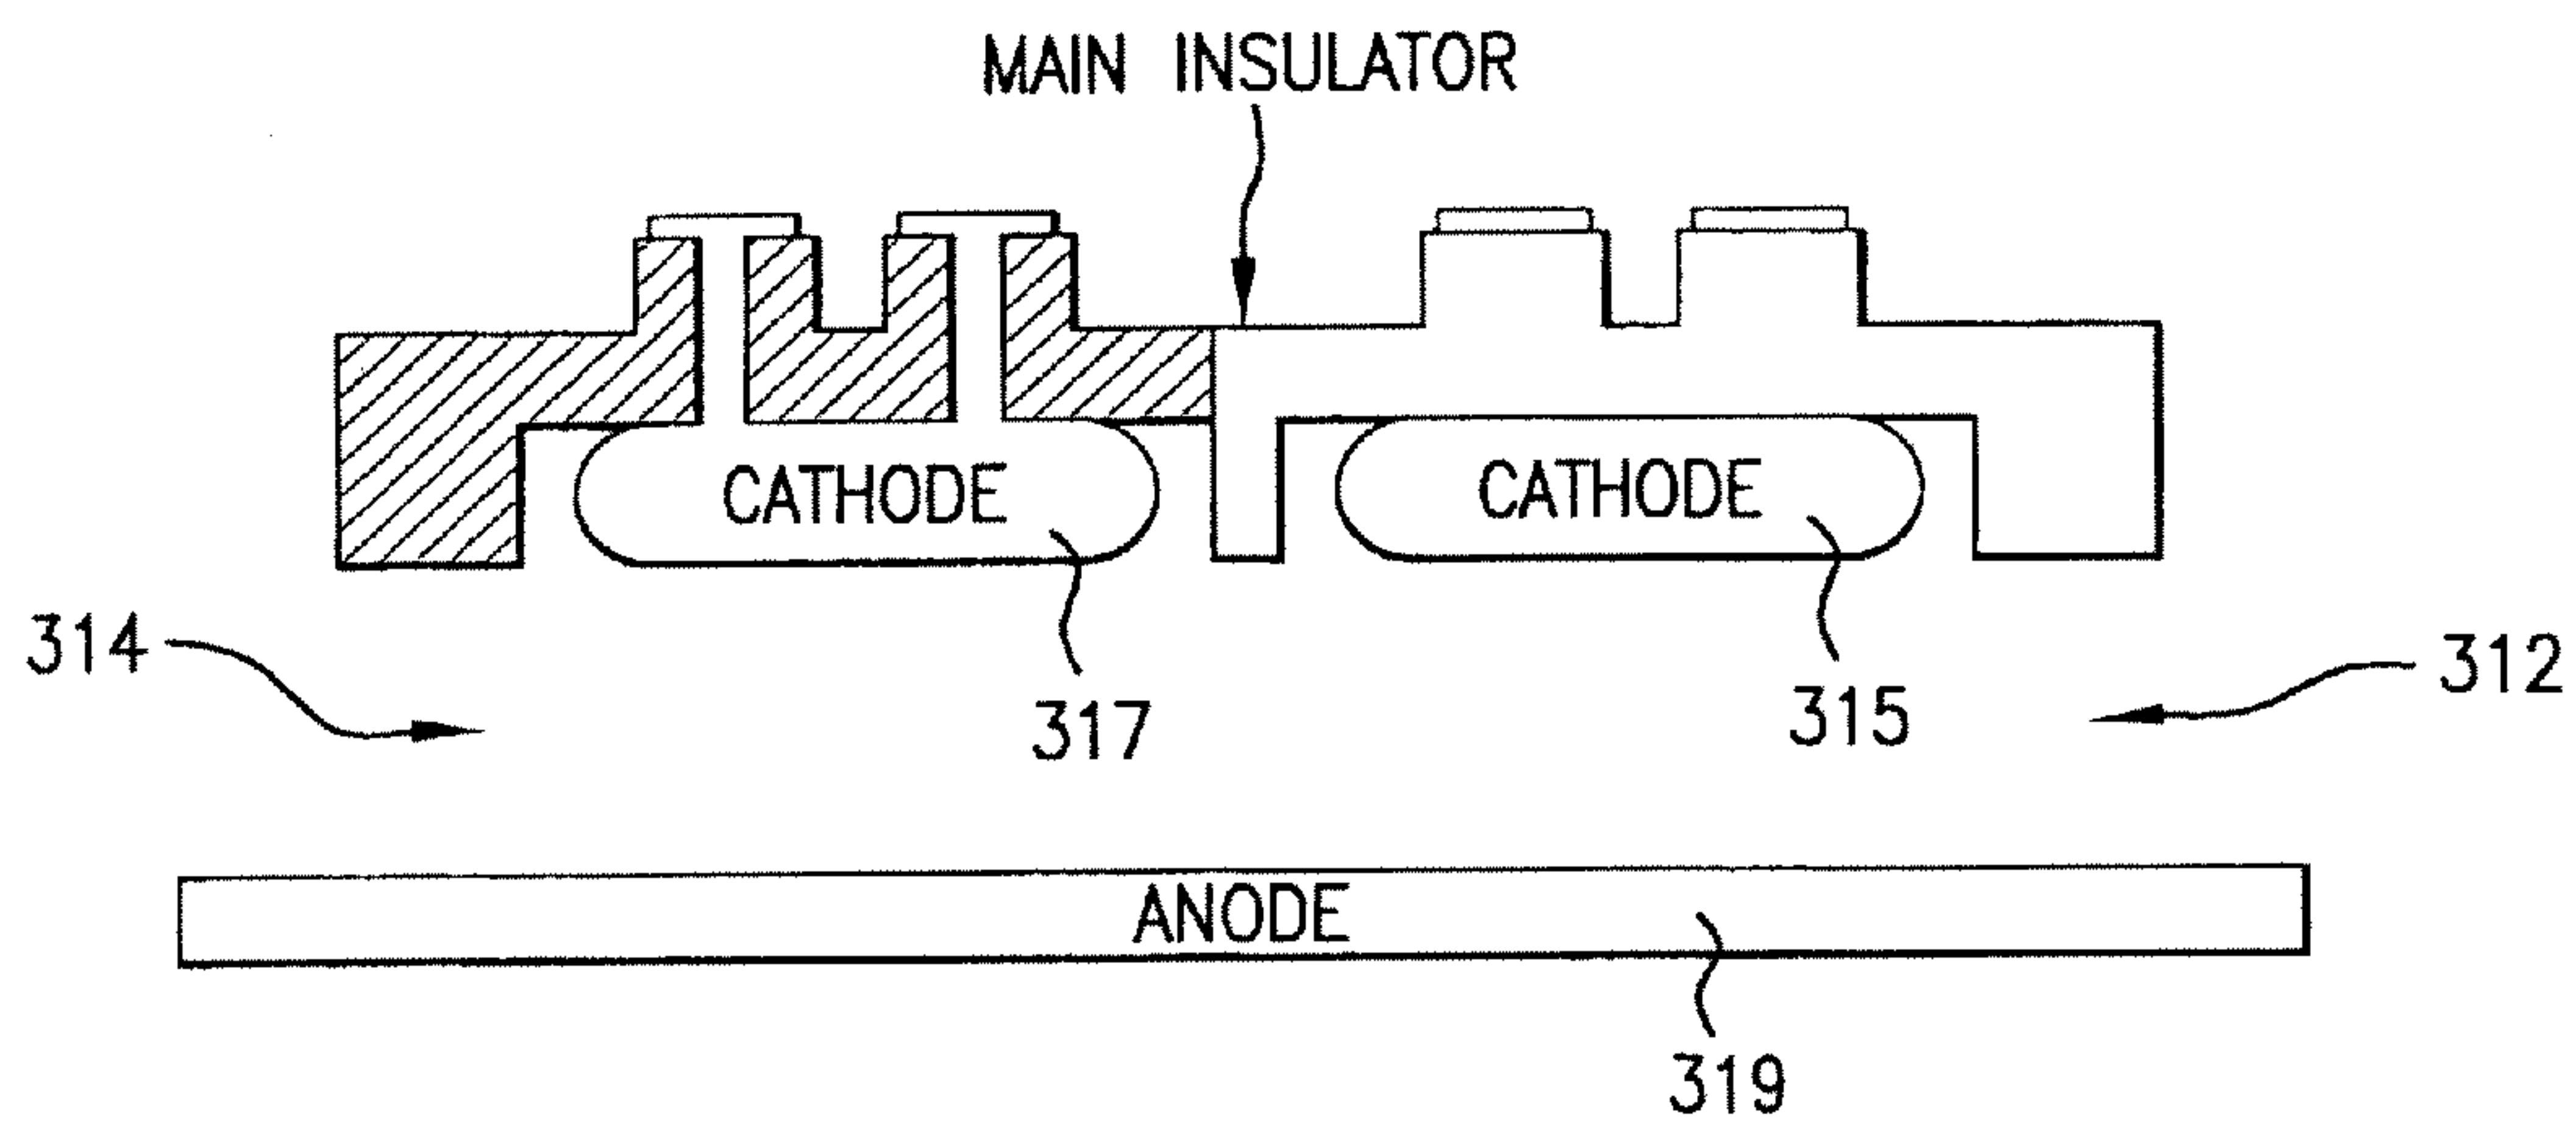 MAIN INSULATOR
CATHODE
CATHODE
314
312
317
315
ANODE
319